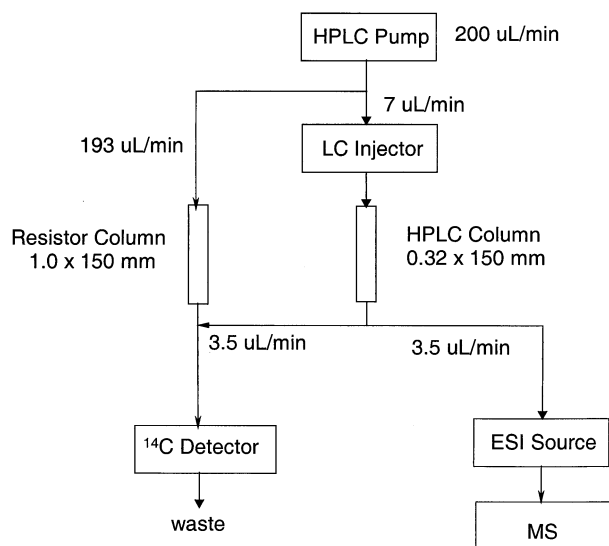 HPLC Pump
200 uL/min
7 uL/min
193 uL/min
LC Injector
Resistor Column
1.0 x 150 mm
HPLC Column
0.32 x 150 mm
3.5 uL/min
3.5 uL/min
¹⁴C Detector
ESI Source
waste
MS